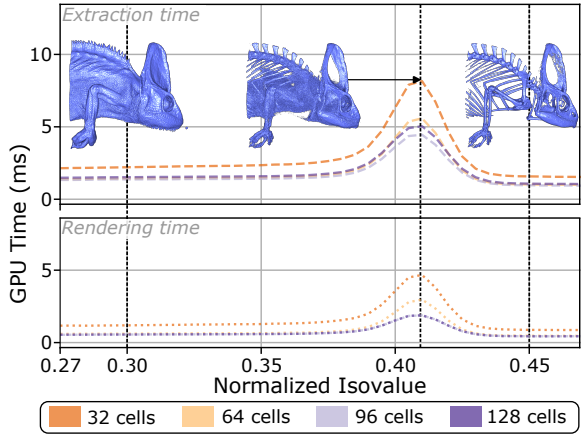 Extraction time
10
5
0
GPU Time (ms)
Rendering time
5
0
0.27
0.30
0.35
0.40
0.45
Normalized Isovalue
32 cells
64 cells
96 cells
128 cells